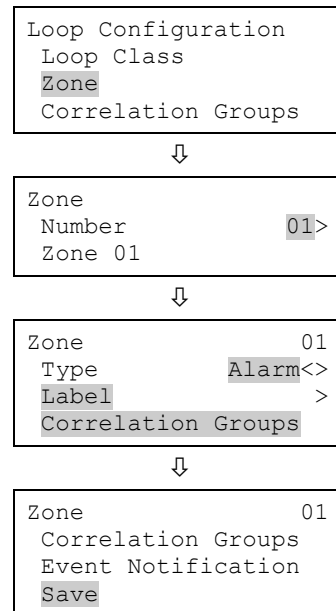 Loop Configuration
Loop Class
Zone
Correlation Groups
⇩
Zone
Number 01>
Zone 01
⇩
Zone 01
Type Alarm<>
Label >
Correlation Groups
⇩
Zone 01
Correlation Groups
Event Notification
Save